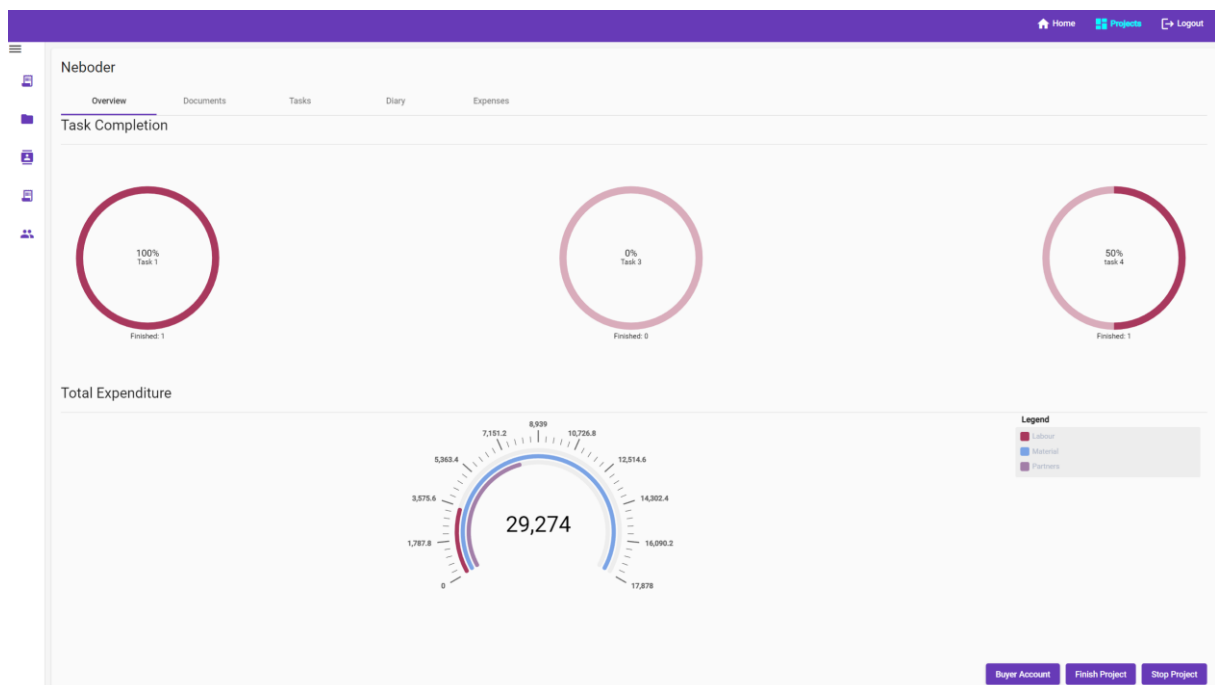 Home Projects Logout
Neboder
Overview Documents Tasks Diary Expenses
Task Completion
100%
Task 1
Finished: 1
0%
Task 3
Finished: 0
50%
task 4
Finished: 1
Total Expenditure
0
1,787.8
3,575.6
5,363.4
7,151.2
8,939
10,726.8
12,514.6
14,302.4
16,090.2
17,878
29,274
Legend
Labour
Material
Partners
Buyer Account Finish Project Stop Project